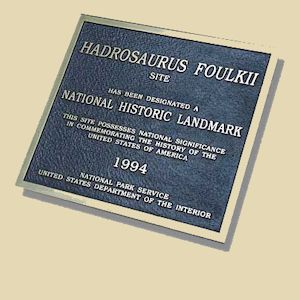 HADROSAURUS FOULKII
SITE
HAS BEEN DESIGNATED A
NATIONAL HISTORIC LANDMARK
THIS SITE POSSESSES NATIONAL SIGNIFICANCE
IN COMMEMORATING THE HISTORY OF THE
UNITED STATES OF AMERICA
1994
NATIONAL PARK SERVICE
UNITED STATES DEPARTMENT OF THE INTERIOR